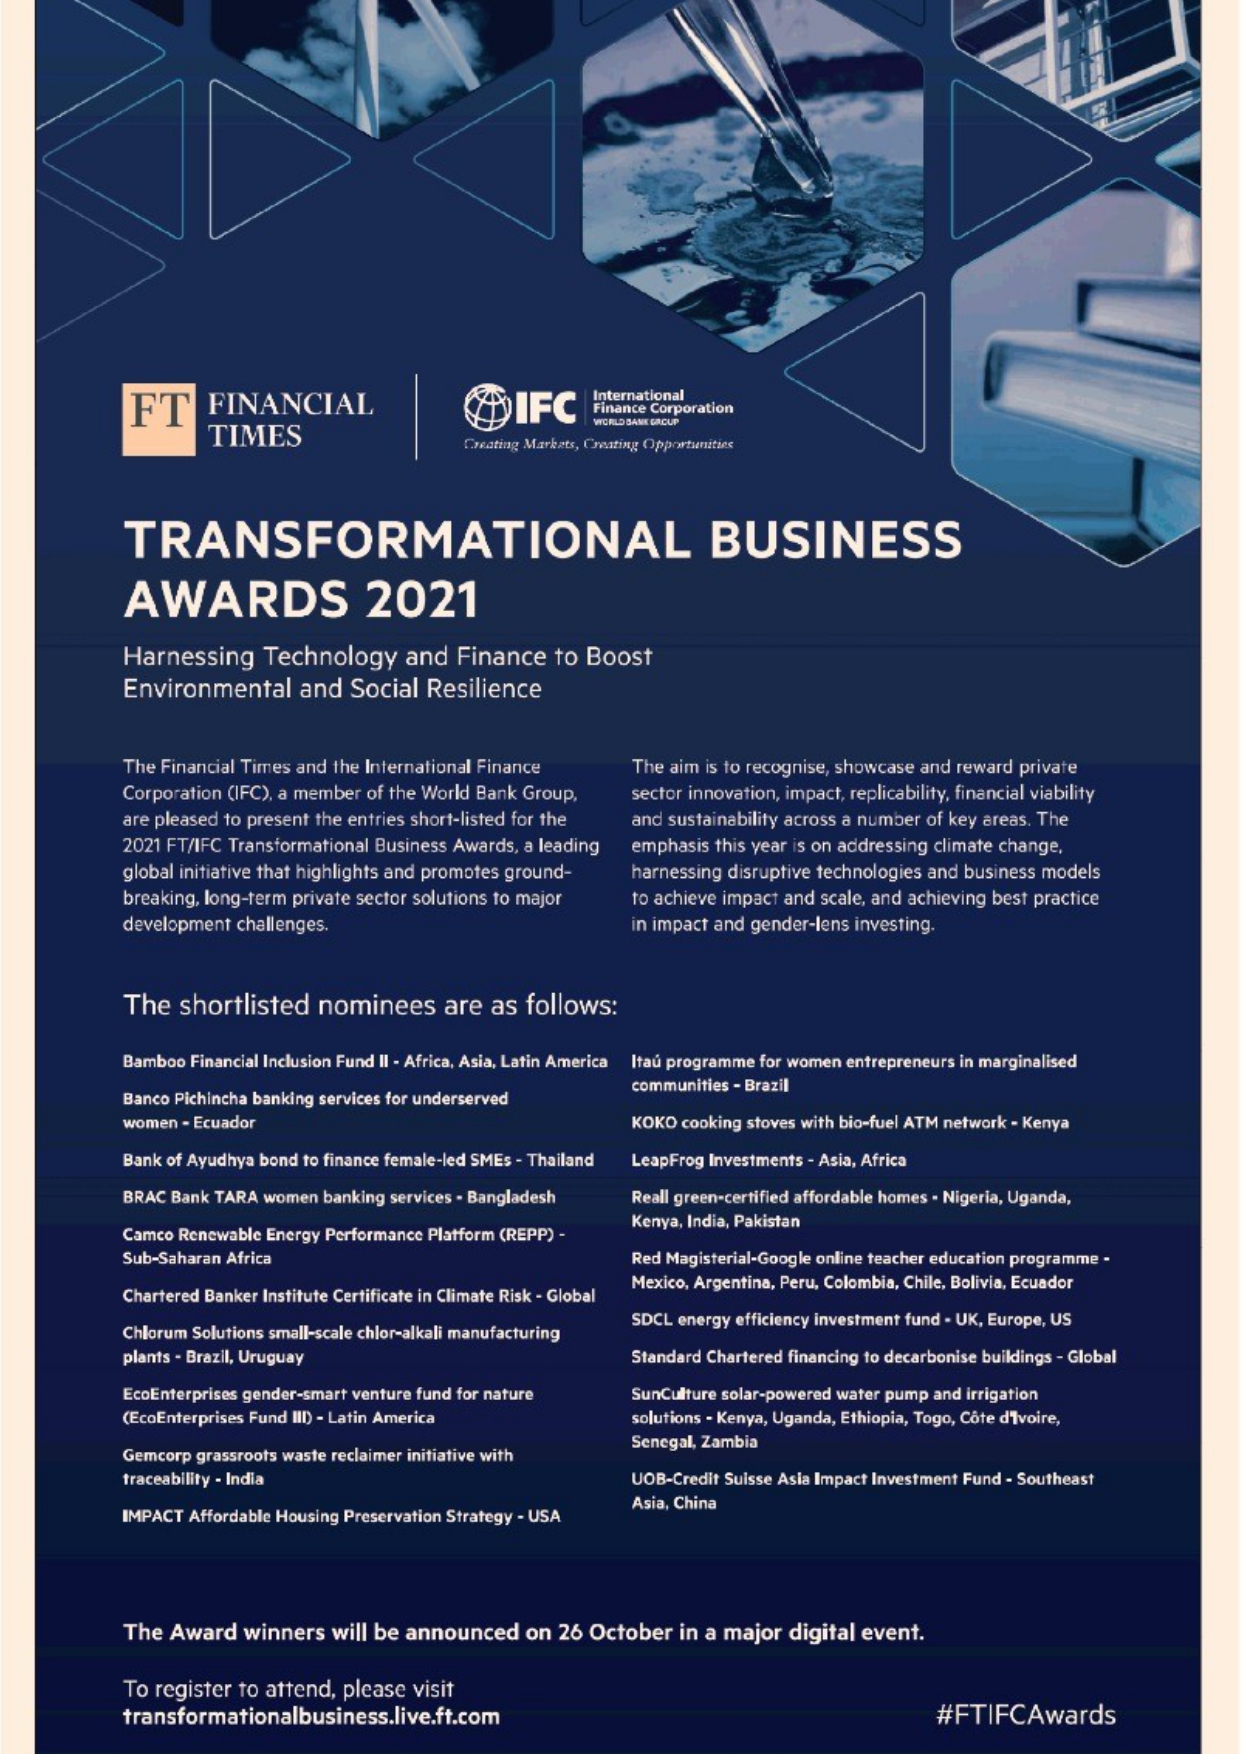 FT FINANCIAL
TIMES
IFC International
Finance Corporation
WORLD BANK GROUP
Creating Markets, Creating Opportunities
TRANSFORMATIONAL BUSINESS
AWARDS 2021
Harnessing Technology and Finance to Boost
Environmental and Social Resilience
The Financial Times and the International Finance
Corporation (IFC), a member of the World Bank Group,
are pleased to present the entries short-listed for the
2021 FT/IFC Transformational Business Awards, a leading
global initiative that highlights and promotes ground-
breaking, long-term private sector solutions to major
development challenges.
The aim is to recognise, showcase and reward private
sector innovation, impact, replicability, financial viability
and sustainability across a number of key areas. The
emphasis this year is on addressing climate change,
harnessing disruptive technologies and business models
to achieve impact and scale, and achieving best practice
in impact and gender-lens investing.
The shortlisted nominees are as follows:
Bamboo Financial Inclusion Fund II - Africa, Asia, Latin America
Banco Pichincha banking services for underserved
women - Ecuador
Bank of Ayudhya bond to finance female-led SMEs - Thailand
BRAC Bank TARA women banking services - Bangladesh
Camco Renewable Energy Performance Platform (REPP) -
Sub-Saharan Africa
Chartered Banker Institute Certificate in Climate Risk - Global
Chlorum Solutions small-scale chlor-alkali manufacturing
plants - Brazil, Uruguay
EcoEnterprises gender-smart venture fund for nature
(EcoEnterprises Fund III) - Latin America
Gemcorp grassroots waste reclaimer initiative with
traceability - India
IMPACT Affordable Housing Preservation Strategy - USA
Itaú programme for women entrepreneurs in marginalised
communities - Brazil
KOKO cooking stoves with bio-fuel ATM network - Kenya
LeapFrog Investments - Asia, Africa
Reall green-certified affordable homes - Nigeria, Uganda,
Kenya, India, Pakistan
Red Magisterial-Google online teacher education programme -
Mexico, Argentina, Peru, Colombia, Chile, Bolivia, Ecuador
SDCL energy efficiency investment fund - UK, Europe, US
Standard Chartered financing to decarbonise buildings - Global
SunCulture solar-powered water pump and irrigation
solutions - Kenya, Uganda, Ethiopia, Togo, Côte d¶Ivoire,
Senegal, Zambia
UOB-Credit Suisse Asia Impact Investment Fund - Southeast
Asia, China
The Award winners will be announced on 26 October in a major digital event.
To register to attend, please visit
transformationalbusiness.live.ft.com
#FTIFCAwards